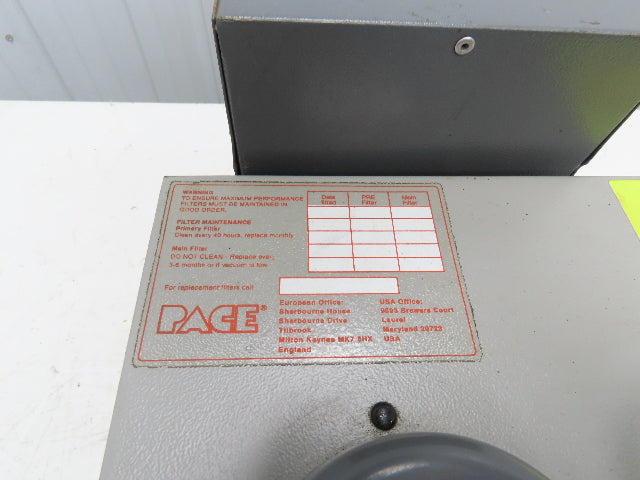 WARNING
TO ENSURE MAXIMUM PERFORMANCE
FILTERS MUST BE MAINTAINED IN
GOOD ORDER.
FILTER MAINTENANCE
Primary Filter
Clean every 40 hours, replace monthly
Main Filter
DO NOT CLEAN - Replace every
3-6 months or if vacuum is low
Date fitted
PRE Filter
Main Filter
For replacement filters call
PACE®
European Office:
Sherbourne House
Sherbourne Drive
Tilbrook
Milton Keynes MK7 8HX
England
USA Office:
9893 Brewers Court
Laurel
Maryland 20723
USA